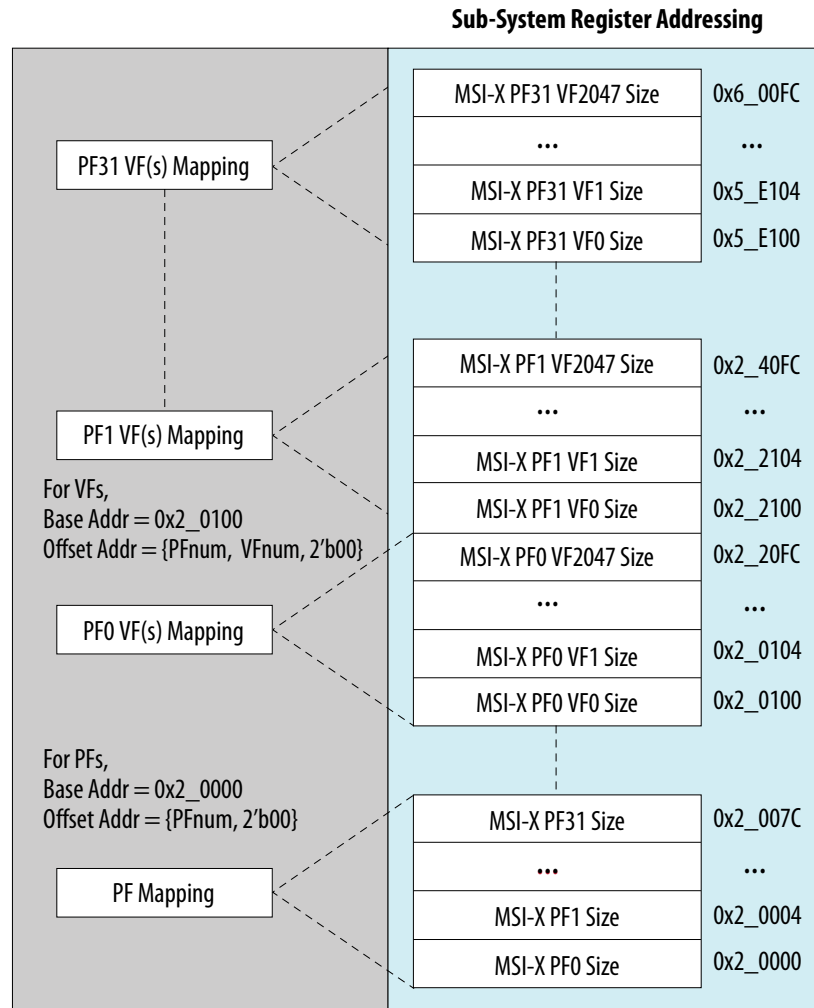 Sub-System Register Addressing
MSI-X PF31 VF2047 Size 0x6_00FC
... ...
PF31 VF(s) Mapping
MSI-X PF31 VF1 Size 0x5_E104
MSI-X PF31 VF0 Size 0x5_E100
MSI-X PF1 VF2047 Size 0x2_40FC
... ...
PF1 VF(s) Mapping
MSI-X PF1 VF1 Size 0x2_2104
For VFs,
Base Addr = 0x2_0100
MSI-X PF1 VF0 Size 0x2_2100
Offset Addr = {PFnum, VFnum, 2’b00}
MSI-X PF0 VF2047 Size 0x2_20FC
... ...
PF0 VF(s) Mapping
MSI-X PF0 VF1 Size 0x2_0104
MSI-X PF0 VF0 Size 0x2_0100
For PFs,
Base Addr = 0x2_0000
Offset Addr = {PFnum, 2’b00}
MSI-X PF31 Size 0x2_007C
... ...
PF Mapping
MSI-X PF1 Size 0x2_0004
MSI-X PF0 Size 0x2_0000